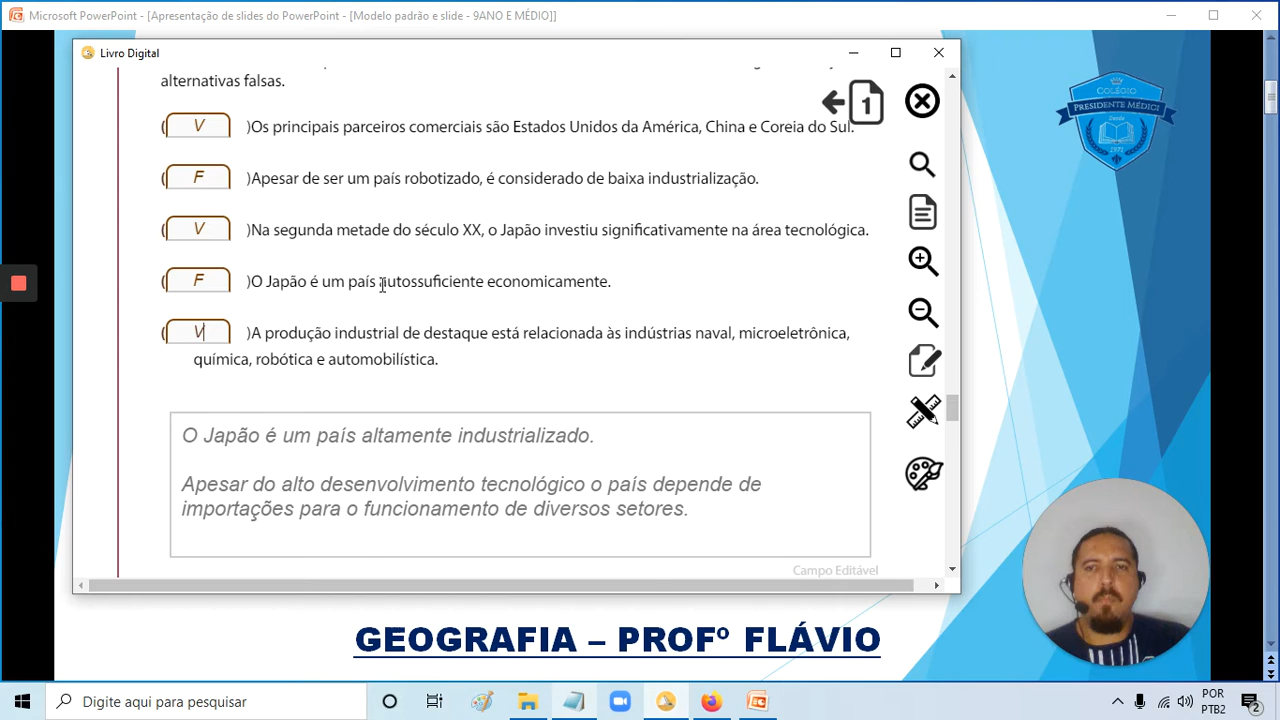 Microsoft PowerPoint - [Apresentação de slides do PowerPoint - [Modelo padrão e slide - 9ANO E MÉDIO]]
Livro Digital
alternativas falsas.
1
( V )Os principais parceiros comerciais são Estados Unidos da América, China e Coreia do Sul.
( F )Apesar de ser um país robotizado, é considerado de baixa industrialização.
( V )Na segunda metade do século XX, o Japão investiu significativamente na área tecnológica.
( F )O Japão é um país autossuficiente economicamente.
( V )A produção industrial de destaque está relacionada às indústrias naval, microeletrônica,
química, robótica e automobilística.
O Japão é um país altamente industrializado.
Apesar do alto desenvolvimento tecnológico o país depende de
importações para o funcionamento de diversos setores.
Campo Editável
COLÉGIO
PRESIDENTE MÉDICI
Desde
GEOGRAFIA – PROFº FLÁVIO
Digite aqui para pesquisar
POR
PTB2
2